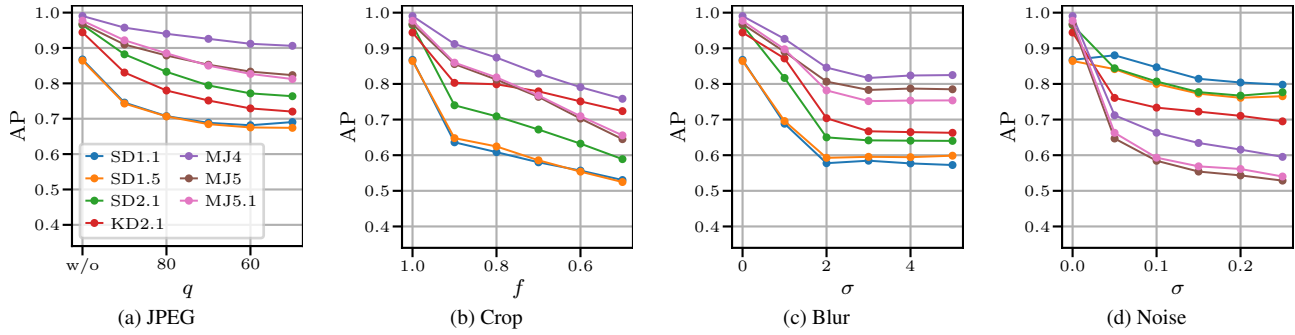 1.0
0.9
0.8
0.7
0.6
0.5
0.4
AP
SD1.1
SD1.5
SD2.1
KD2.1
MJ4
MJ5
MJ5.1
w/o 80 60
q
(a) JPEG
1.0
0.9
0.8
0.7
0.6
0.5
0.4
AP
1.0 0.8 0.6
f
(b) Crop
1.0
0.9
0.8
0.7
0.6
0.5
0.4
AP
0 2 4
σ
(c) Blur
1.0
0.9
0.8
0.7
0.6
0.5
0.4
AP
0.0 0.1 0.2
σ
(d) Noise